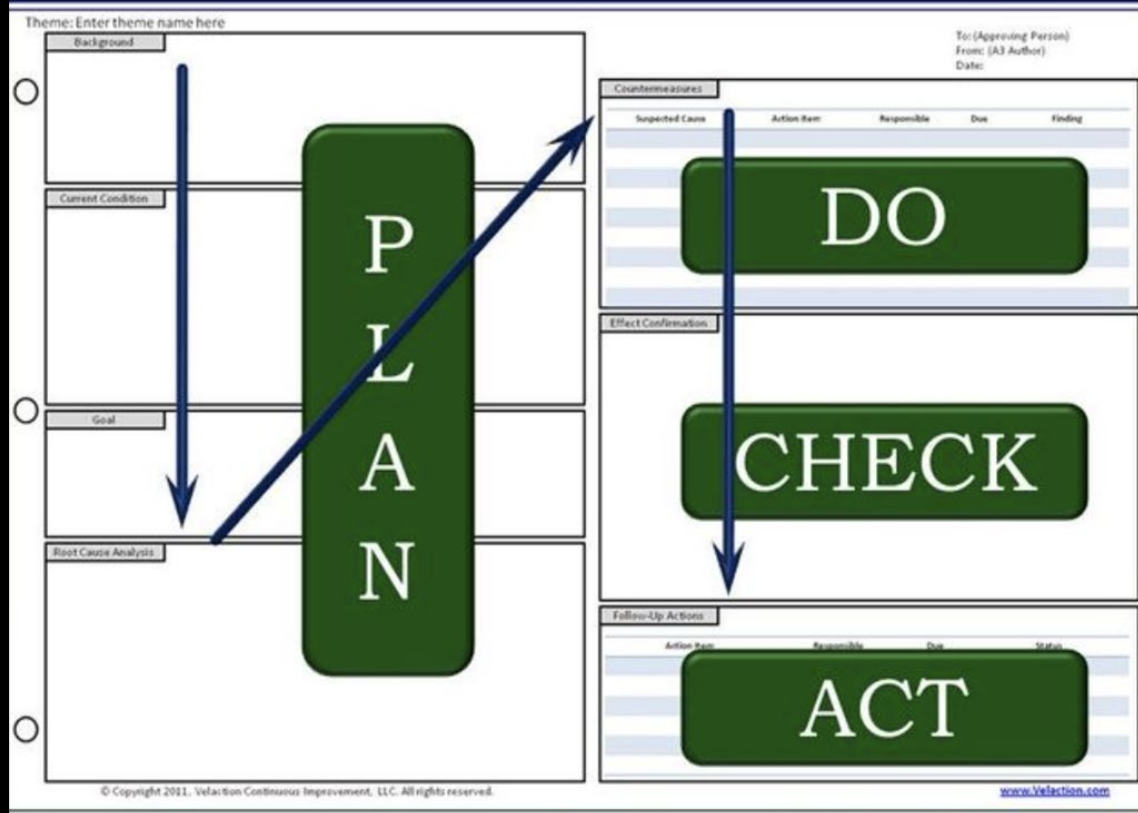 Theme: Enter theme name here
Background
Current Condition
Goal
Root Cause Analysis
PLAN
To: (Approving Person)
From: (A3 Author)
Date:
Countermeasures
Suspected Cause Action Item Responsible Due Finding
DO
Effect Confirmation
CHECK
Follow-Up Actions
Action Item Responsible Due Status
ACT
© Copyright 2011, Velaction Continuous Improvement, LLC. All rights reserved.
www.Velaction.com